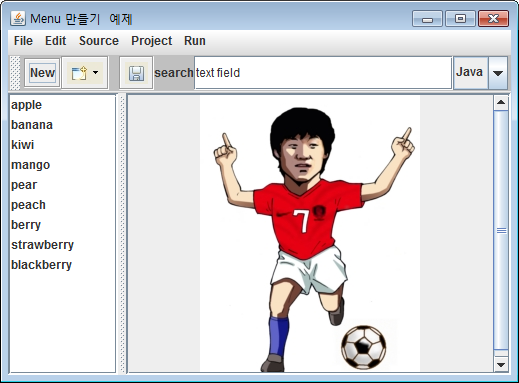 Menu 만들기 예제
File Edit Source Project Run
New search text field Java
apple
banana
kiwi
mango
pear
peach
berry
strawberry
blackberry
7